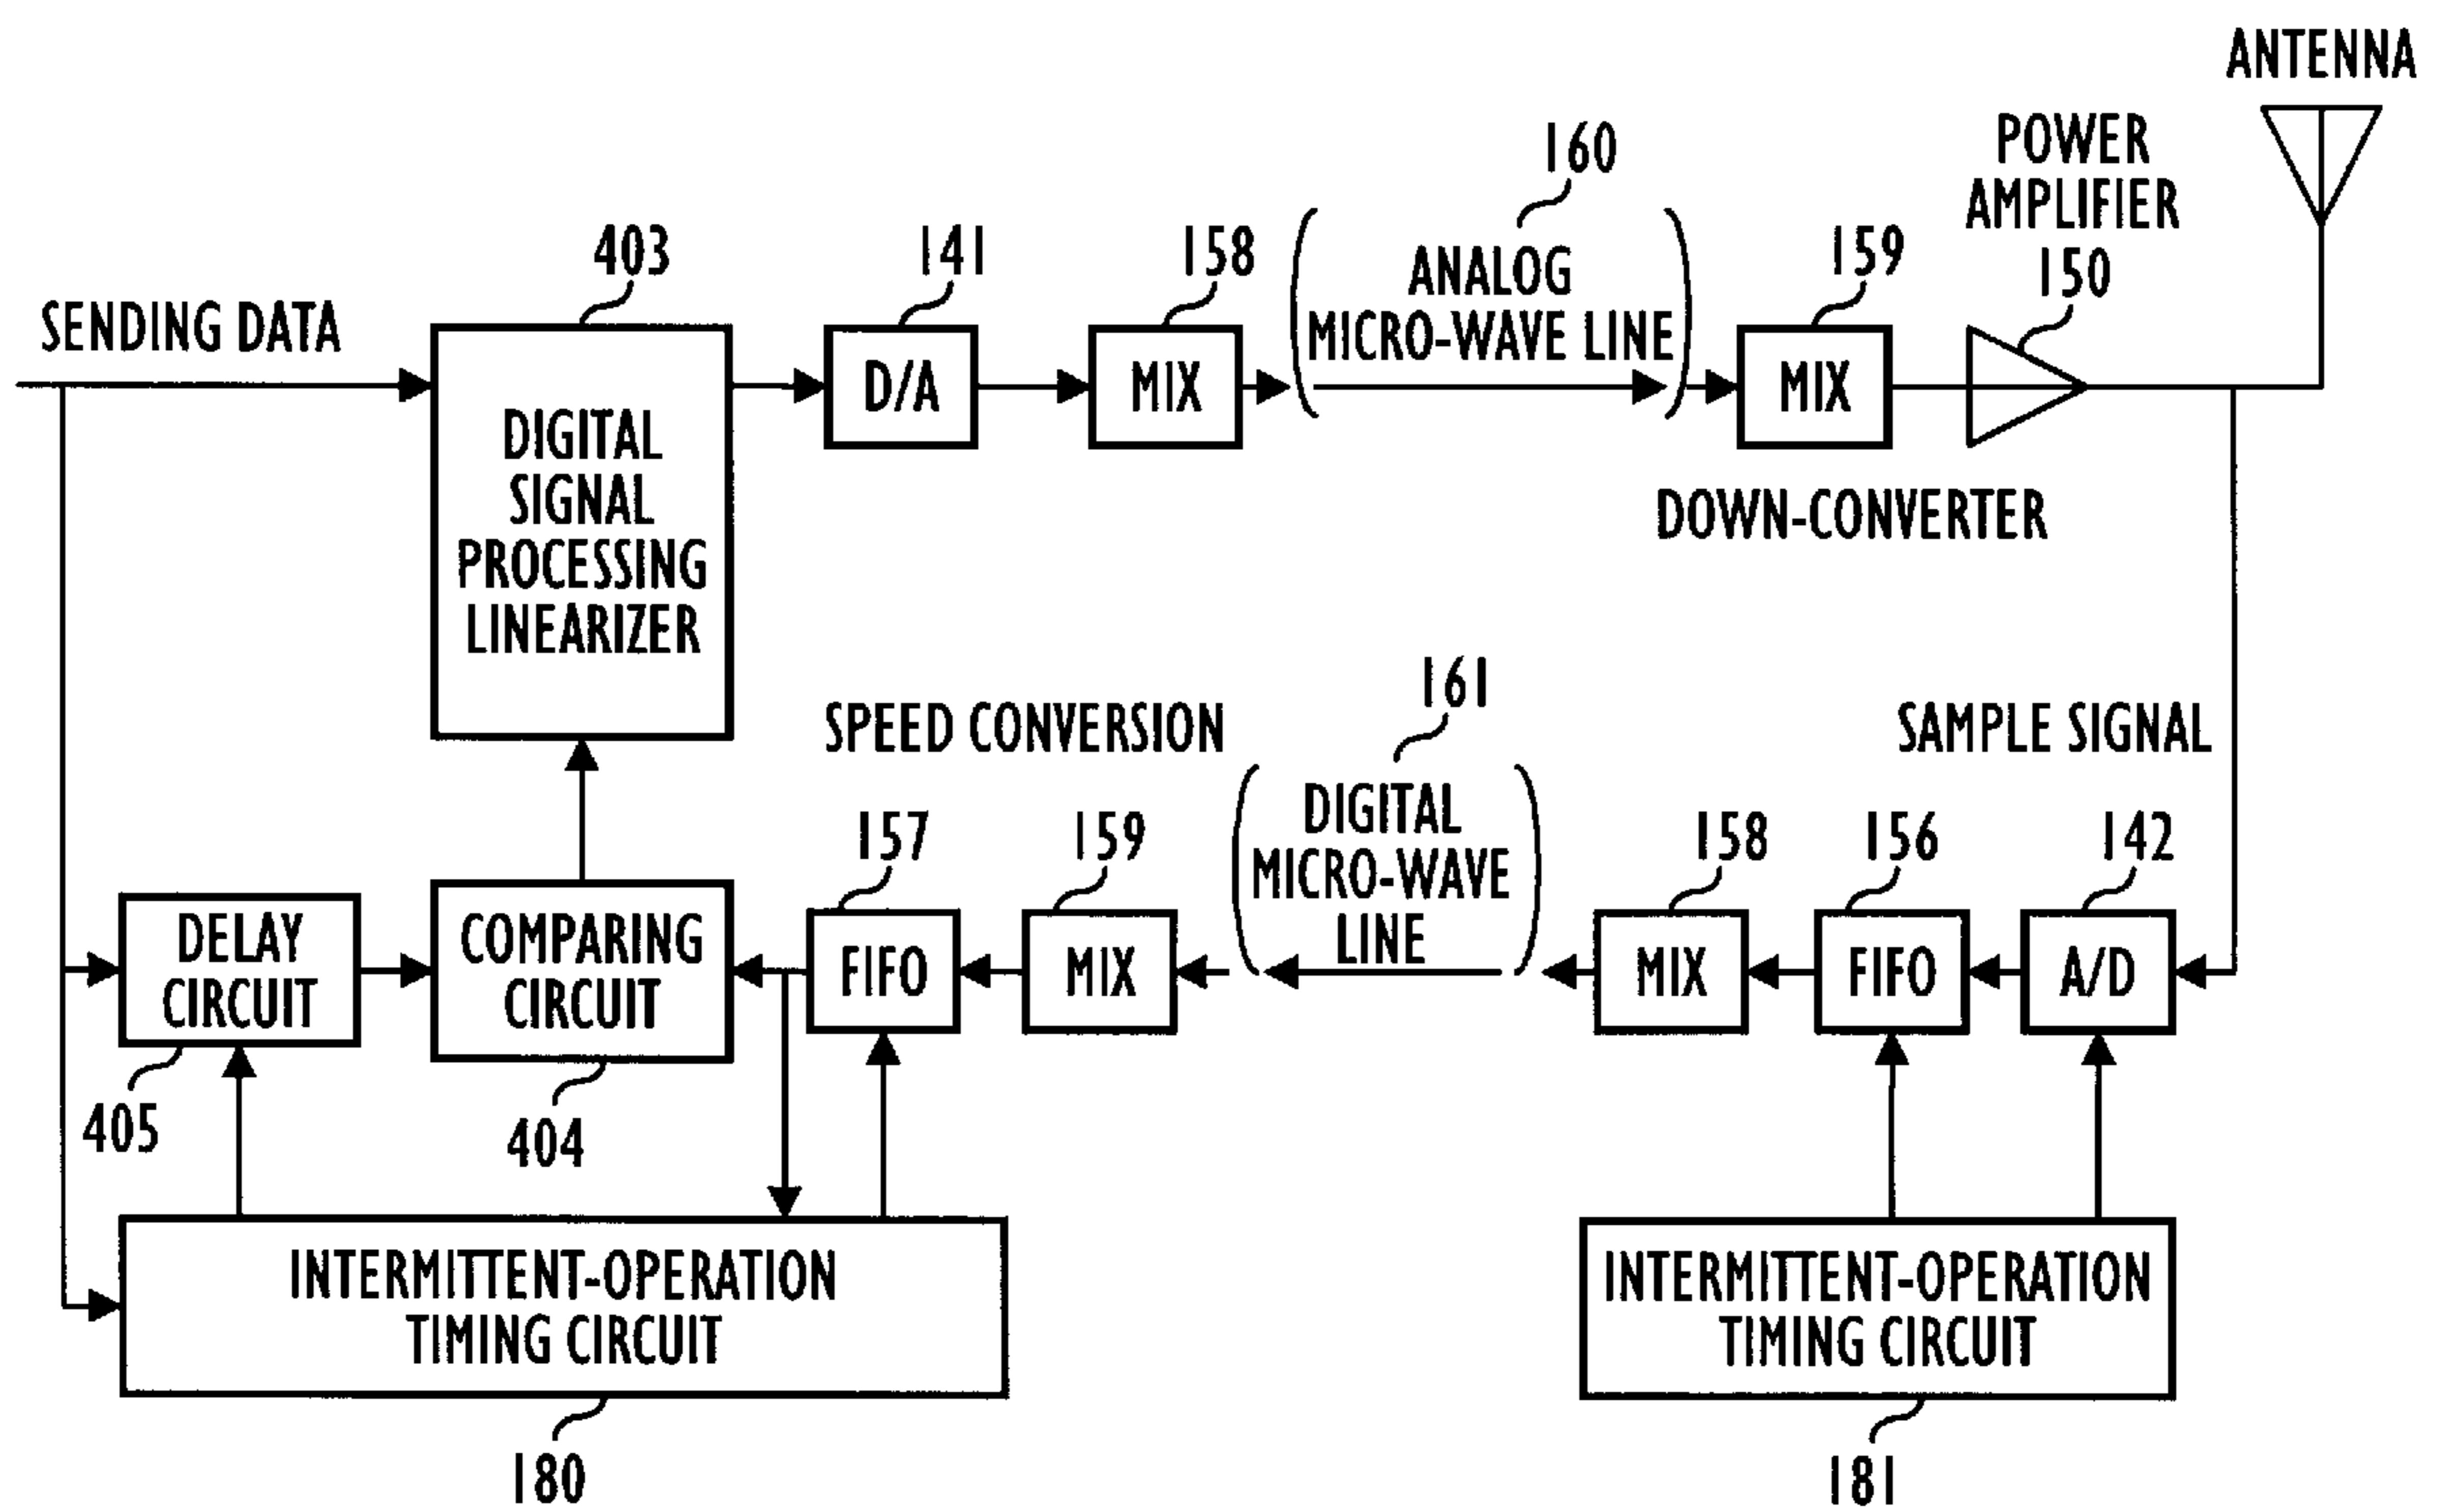 ANTENNA
POWER
AMPLIFIER
150
160
ANALOG
MICRO-WAVE LINE
403
141
158
159
SENDING DATA
DIGITAL
SIGNAL
PROCESSING
LINEARIZER
D/A
MIX
MIX
DOWN-CONVERTER
SPEED CONVERSION
161
SAMPLE SIGNAL
DIGITAL
MICRO-WAVE
LINE
157
159
158
156
142
DELAY
CIRCUIT
COMPARING
CIRCUIT
FIFO
MIX
MIX
FIFO
A/D
405
404
INTERMITTENT-OPERATION
TIMING CIRCUIT
INTERMITTENT-OPERATION
TIMING CIRCUIT
180
181